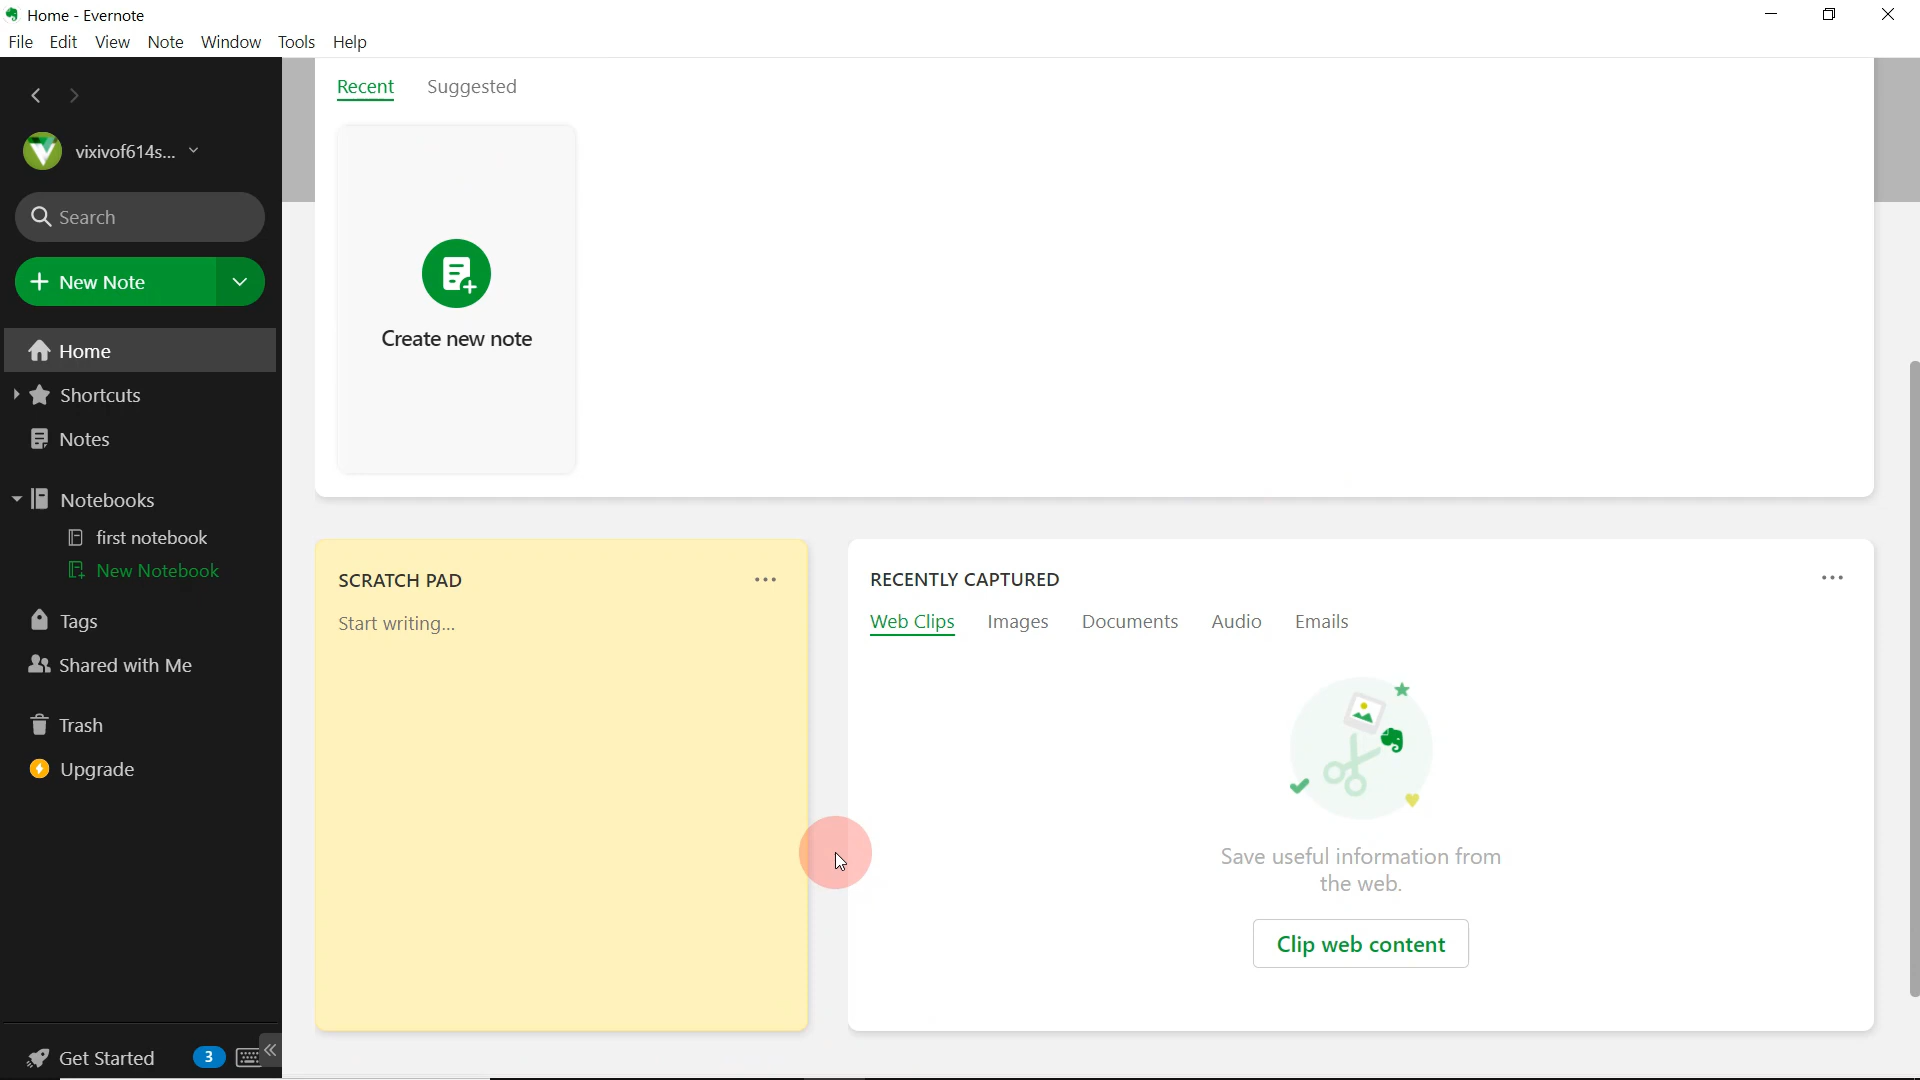 Home - Evernote
File Edit View Note Window Tools Help
vixivof614s...
Search
New Note
Home
Shortcuts
Notes
Notebooks
first notebook
New Notebook
Tags
Shared with Me
Trash
Upgrade
Get Started 3
Recent Suggested
Create new note
SCRATCH PAD
Start writing...
RECENTLY CAPTURED
Web Clips Images Documents Audio Emails
Save useful information from
the web.
Clip web content